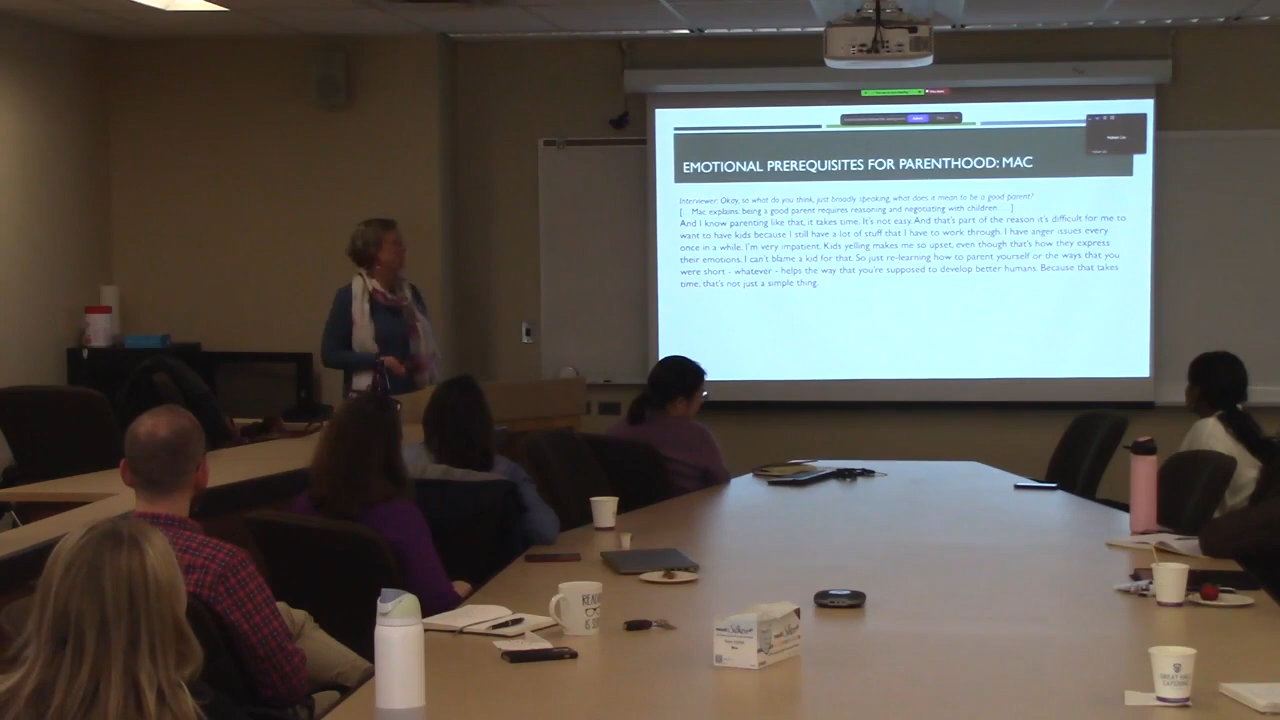 EMOTIONAL PREREQUISITES FOR PARENTHOOD: MAC
Interviewer: Okay, so what do you think, just broadly speaking, what does it mean to be a good parent?
[... Mac explains: being a good parent requires reasoning and negotiating with children ... ]
And I know parenting like that, it takes time. It's not easy. And that's part of the reason it's difficult for me to
want to have kids because I still have a lot of stuff that I have to work through. I have anger issues every
once in a while. I'm very impatient. Kids yelling makes me so upset, even though that's how they express
their emotions. I can't blame a kid for that. So just re-learning how to parent yourself or the ways that you
were short - whatever - helps the way that you're supposed to develop better humans. Because that takes
time, that's not just a simple thing.
READING
GREAT HALL
CATERING